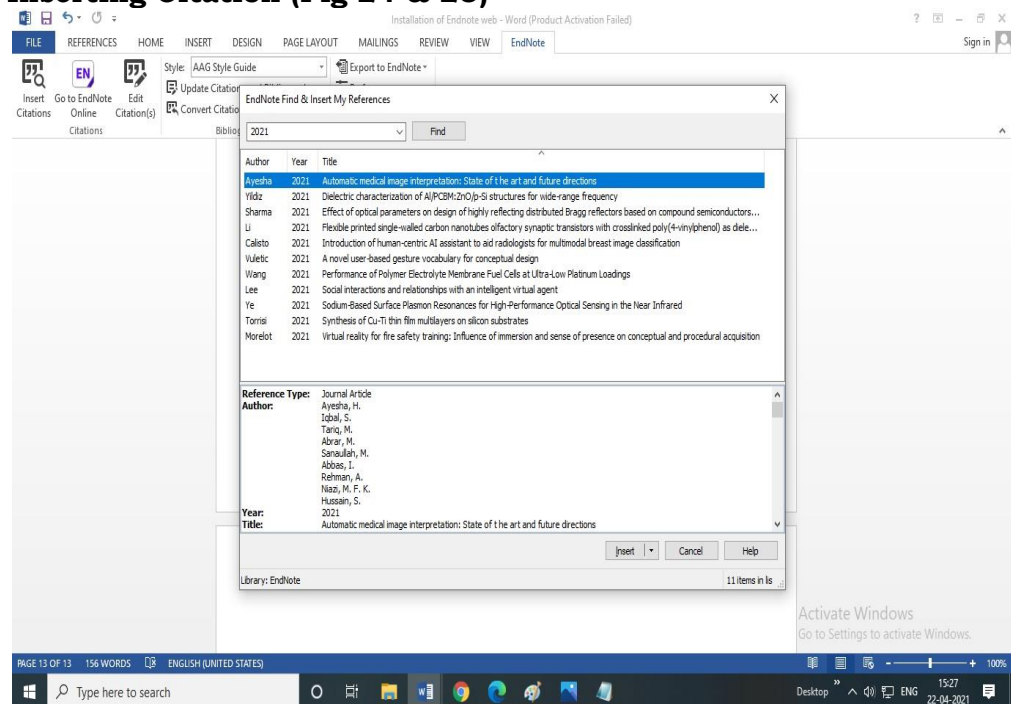 Installation of Endnote web - Word (Product Activation Failed)
FILE REFERENCES HOME INSERT DESIGN PAGE LAYOUT MAILINGS REVIEW VIEW EndNote Sign in
Insert Citations
Go to EndNote Online
Edit Citation(s)
Style: AAG Style Guide
Export to EndNote
Update Citation
Convert Citatio
Citations
Bibliog
EndNote Find & Insert My References X
2021 Find
Author Year Title
Ayesha 2021 Automatic medical image interpretation: State of t he art and future directions
Yildiz 2021 Dielectric characterization of Al/PCBM:ZnO/p-Si structures for wide-range frequency
Sharma 2021 Effect of optical parameters on design of highly reflecting distributed Bragg reflectors based on compound semiconductors...
Li 2021 Flexible printed single-walled carbon nanotubes olfactory synaptic transistors with crosslinked poly(4-vinylphenol) as diele...
Calisto 2021 Introduction of human-centric AI assistant to aid radiologists for multimodal breast image classification
Vuletic 2021 A novel user-based gesture vocabulary for conceptual design
Wang 2021 Performance of Polymer Electrolyte Membrane Fuel Cells at Ultra-Low Platinum Loadings
Lee 2021 Social interactions and relationships with an intelligent virtual agent
Ye 2021 Sodium-Based Surface Plasmon Resonances for High-Performance Optical Sensing in the Near Infrared
Torrisi 2021 Synthesis of Cu-Ti thin film multilayers on silicon substrates
Morelot 2021 Virtual reality for fire safety training: Influence of immersion and sense of presence on conceptual and procedural acquisition
Reference Type: Journal Article
Author: Ayesha, H.
Iqbal, S.
Tariq, M.
Abrar, M.
Sanaullah, M.
Abbas, I.
Rehman, A.
Niazi, M. F. K.
Hussain, S.
Year: 2021
Title: Automatic medical image interpretation: State of t he art and future directions
Insert Cancel Help
Library: EndNote 11 items in lis
Activate Windows
Go to Settings to activate Windows.
PAGE 13 OF 13 156 WORDS ENGLISH (UNITED STATES) 100%
Type here to search
Desktop ENG 15:27
22-04-2021